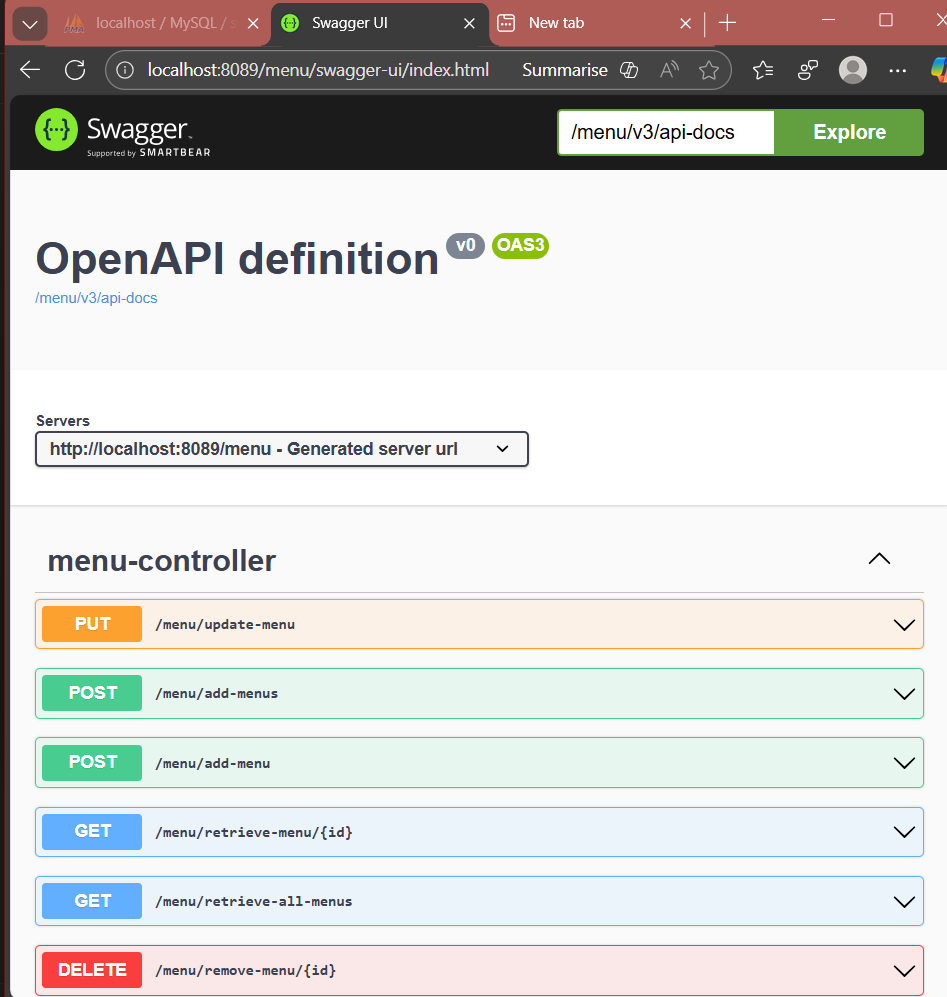 localhost / MySQL /
Swagger UI
New tab
localhost:8089/menu/swagger-ui/index.html
Summarise
Swagger
Supported by SMARTBEAR
/menu/v3/api-docs
Explore
OpenAPI definition
v0
OAS3
/menu/v3/api-docs
Servers
http://localhost:8089/menu - Generated server url
menu-controller
PUT /menu/update-menu
POST /menu/add-menus
POST /menu/add-menu
GET /menu/retrieve-menu/{id}
GET /menu/retrieve-all-menus
DELETE /menu/remove-menu/{id}